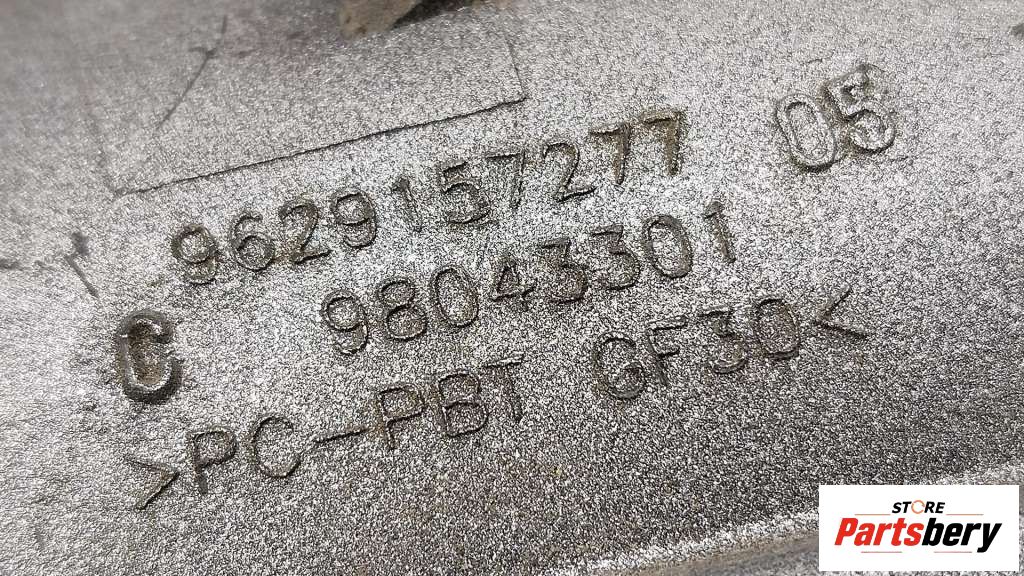 9629157277 05
98043301
C
>PC-PBT GF30<
STORE
Partsbery